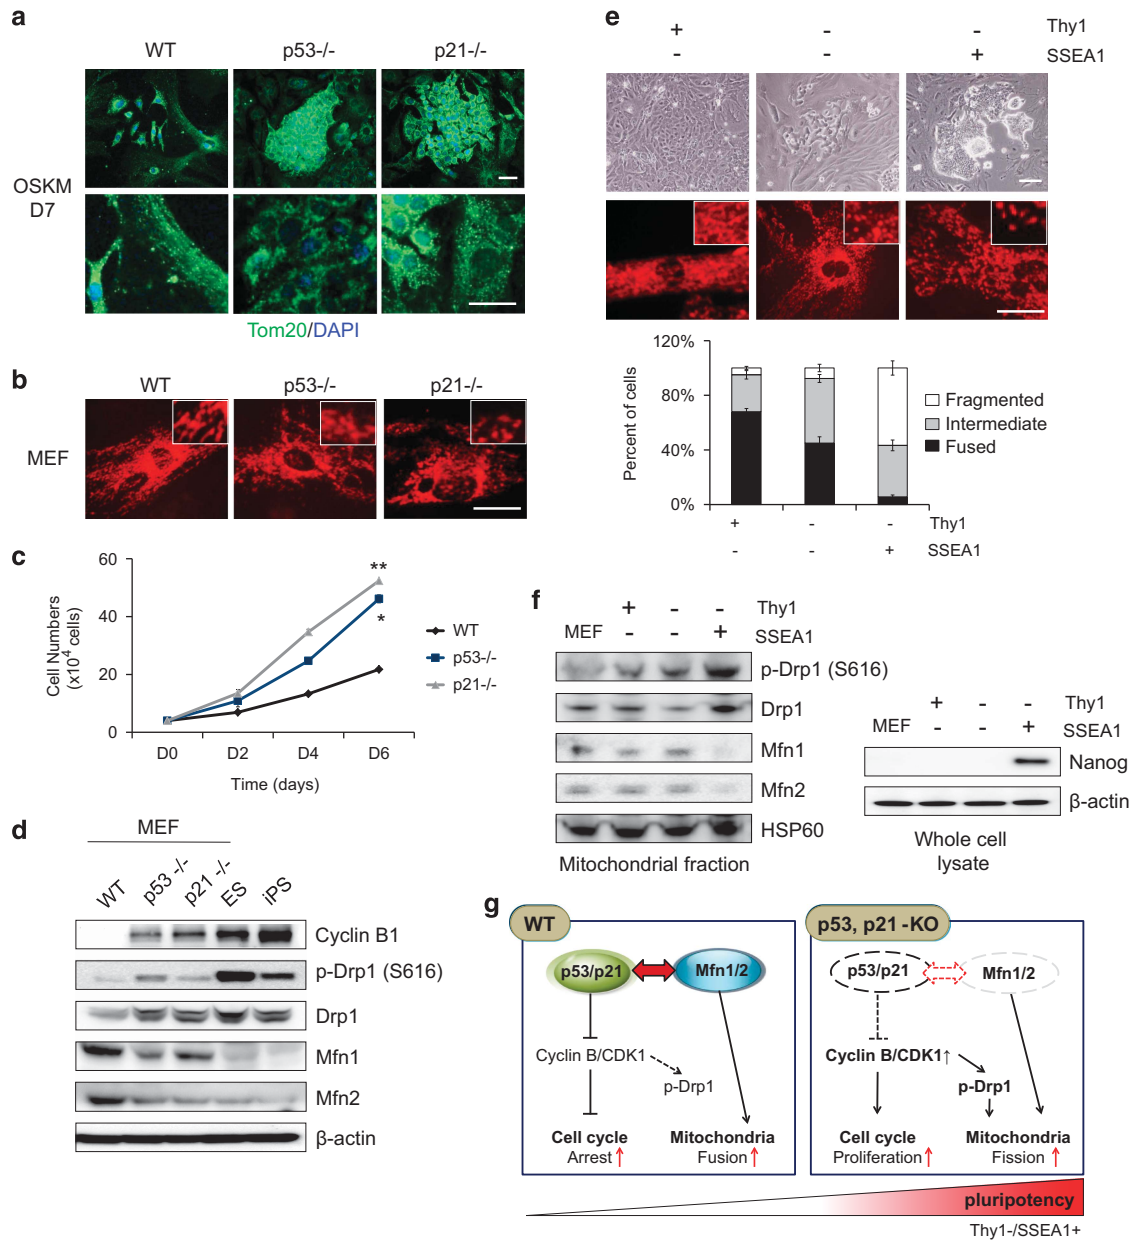 a
WT p53-/- p21-/-
OSKM
D7
Tom20/DAPI
b
WT p53-/- p21-/-
MEF
c
Cell Numbers
(x10⁴ cells)
60
40
20
0
**
*
WT
p53-/-
p21-/-
D0 D2 D4 D6
Time (days)
d
MEF
WT p53 -/- p21 -/- ES iPS
Cyclin B1
p-Drp1 (S616)
Drp1
Mfn1
Mfn2
β-actin
e
+ - - Thy1
- - + SSEA1
Percent of cells
120%
80%
40%
0%
Fragmented
Intermediate
Fused
+ - - Thy1
- - + SSEA1
f
+ - - Thy1
MEF - - + SSEA1
p-Drp1 (S616)
Drp1
Mfn1
Mfn2
HSP60
Mitochondrial fraction
+ - - Thy1
MEF - - + SSEA1
Nanog
β-actin
Whole cell
lysate
g
WT
p53/p21 Mfn1/2
Cyclin B/CDK1
p-Drp1
Cell cycle Mitochondria
Arrest↑ Fusion↑
p53, p21 -KO
p53/p21 Mfn1/2
Cyclin B/CDK1↑
p-Drp1
Cell cycle Mitochondria
Proliferation↑ Fission↑
pluripotency
Thy1-/SSEA1+